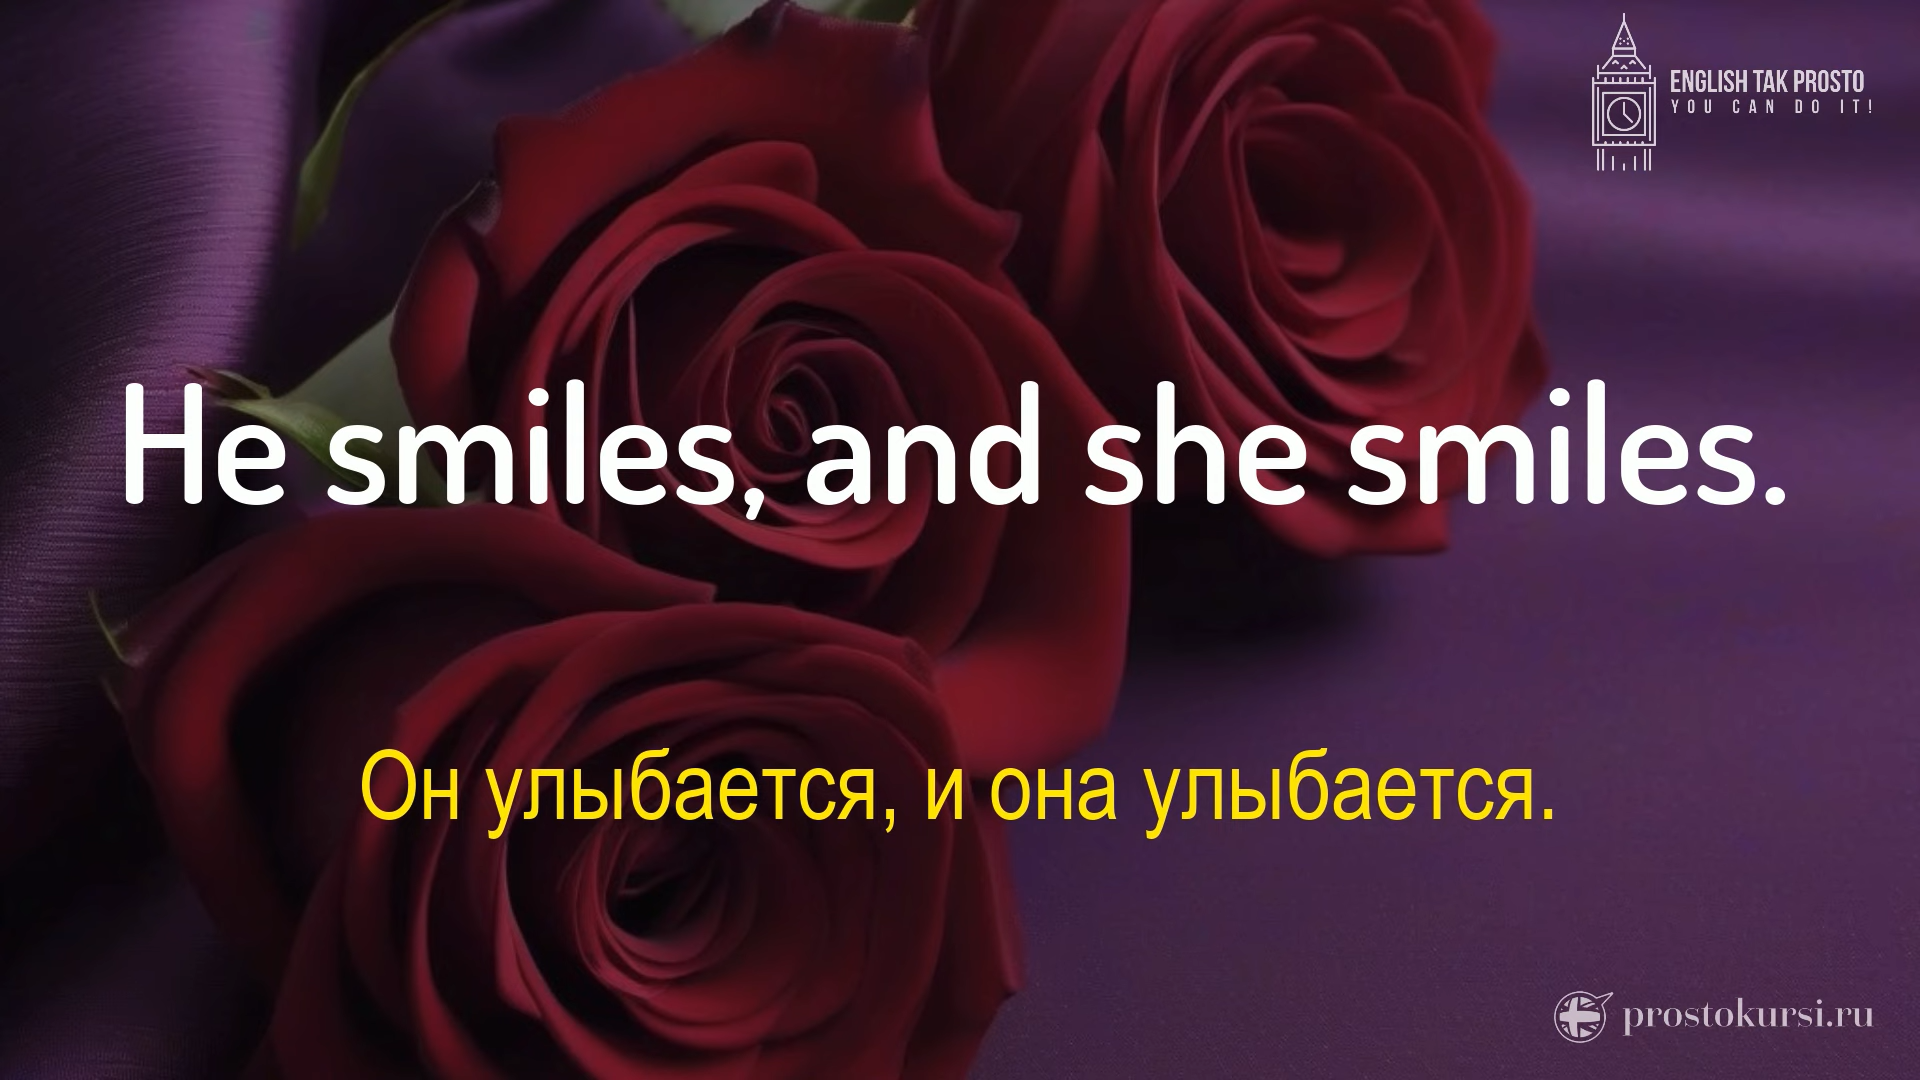 ENGLISH TAK PROSTO
YOU CAN DO IT!
He smiles, and she smiles.
Он улыбается, и она улыбается.
prostokursi.ru